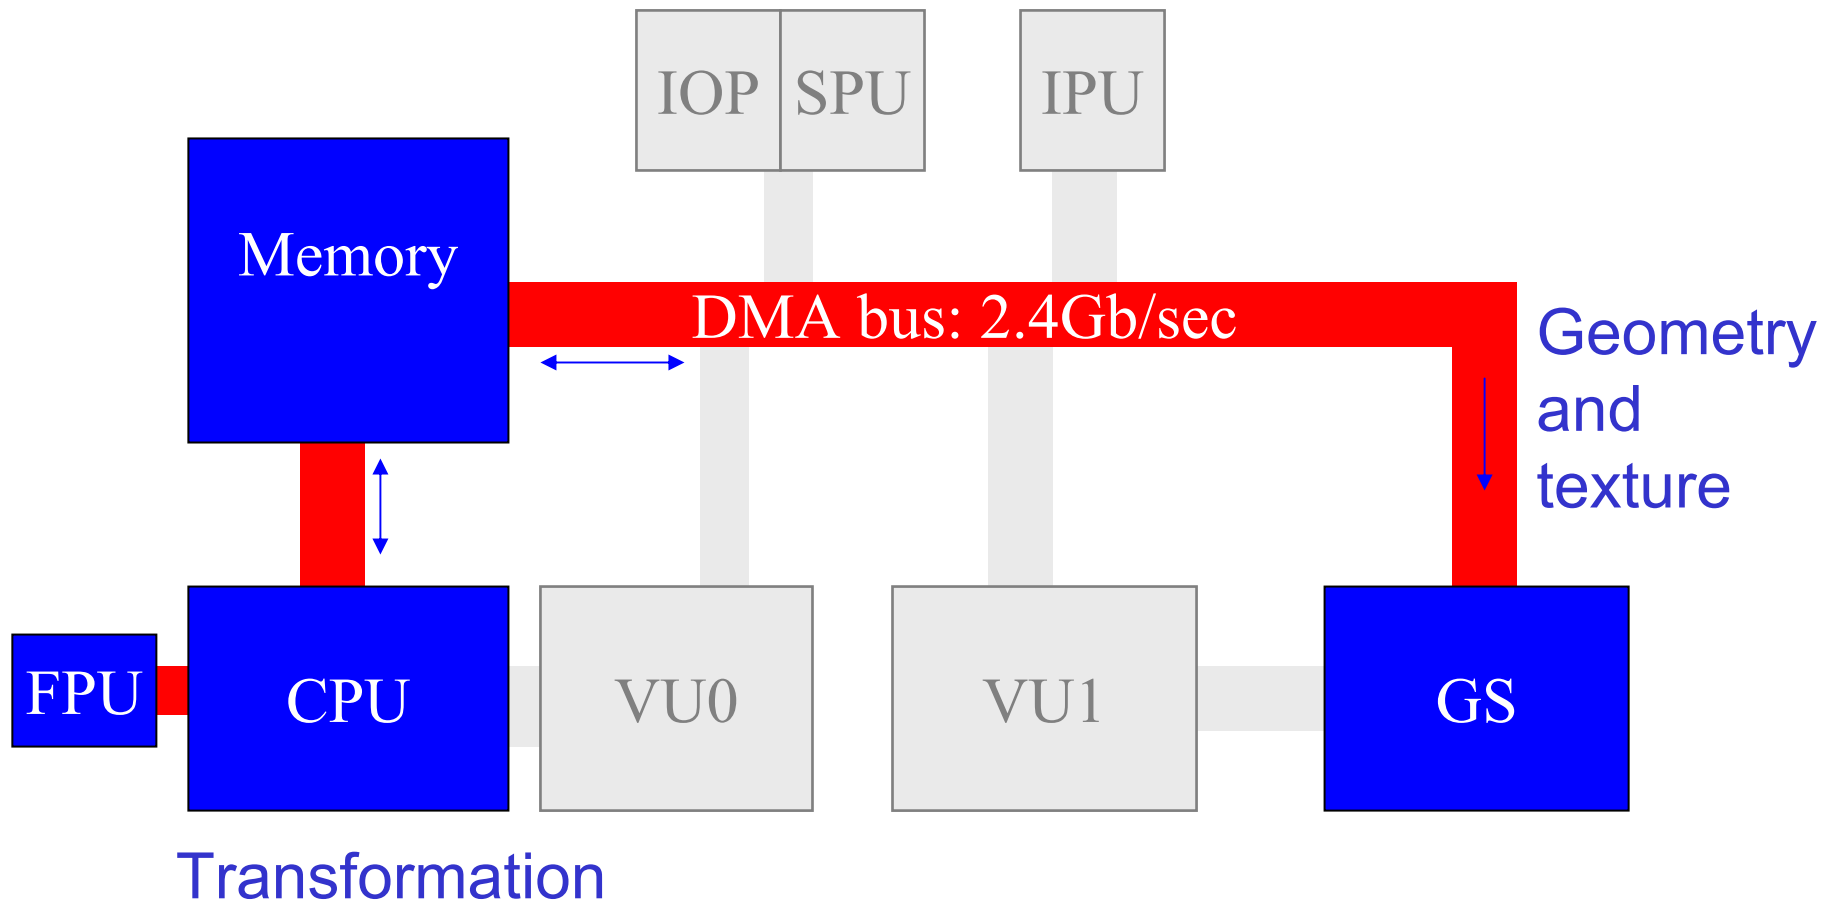 IOP
SPU
IPU
Memory
DMA bus: 2.4Gb/sec
Geometry
and
texture
FPU
CPU
VU0
VU1
GS
Transformation